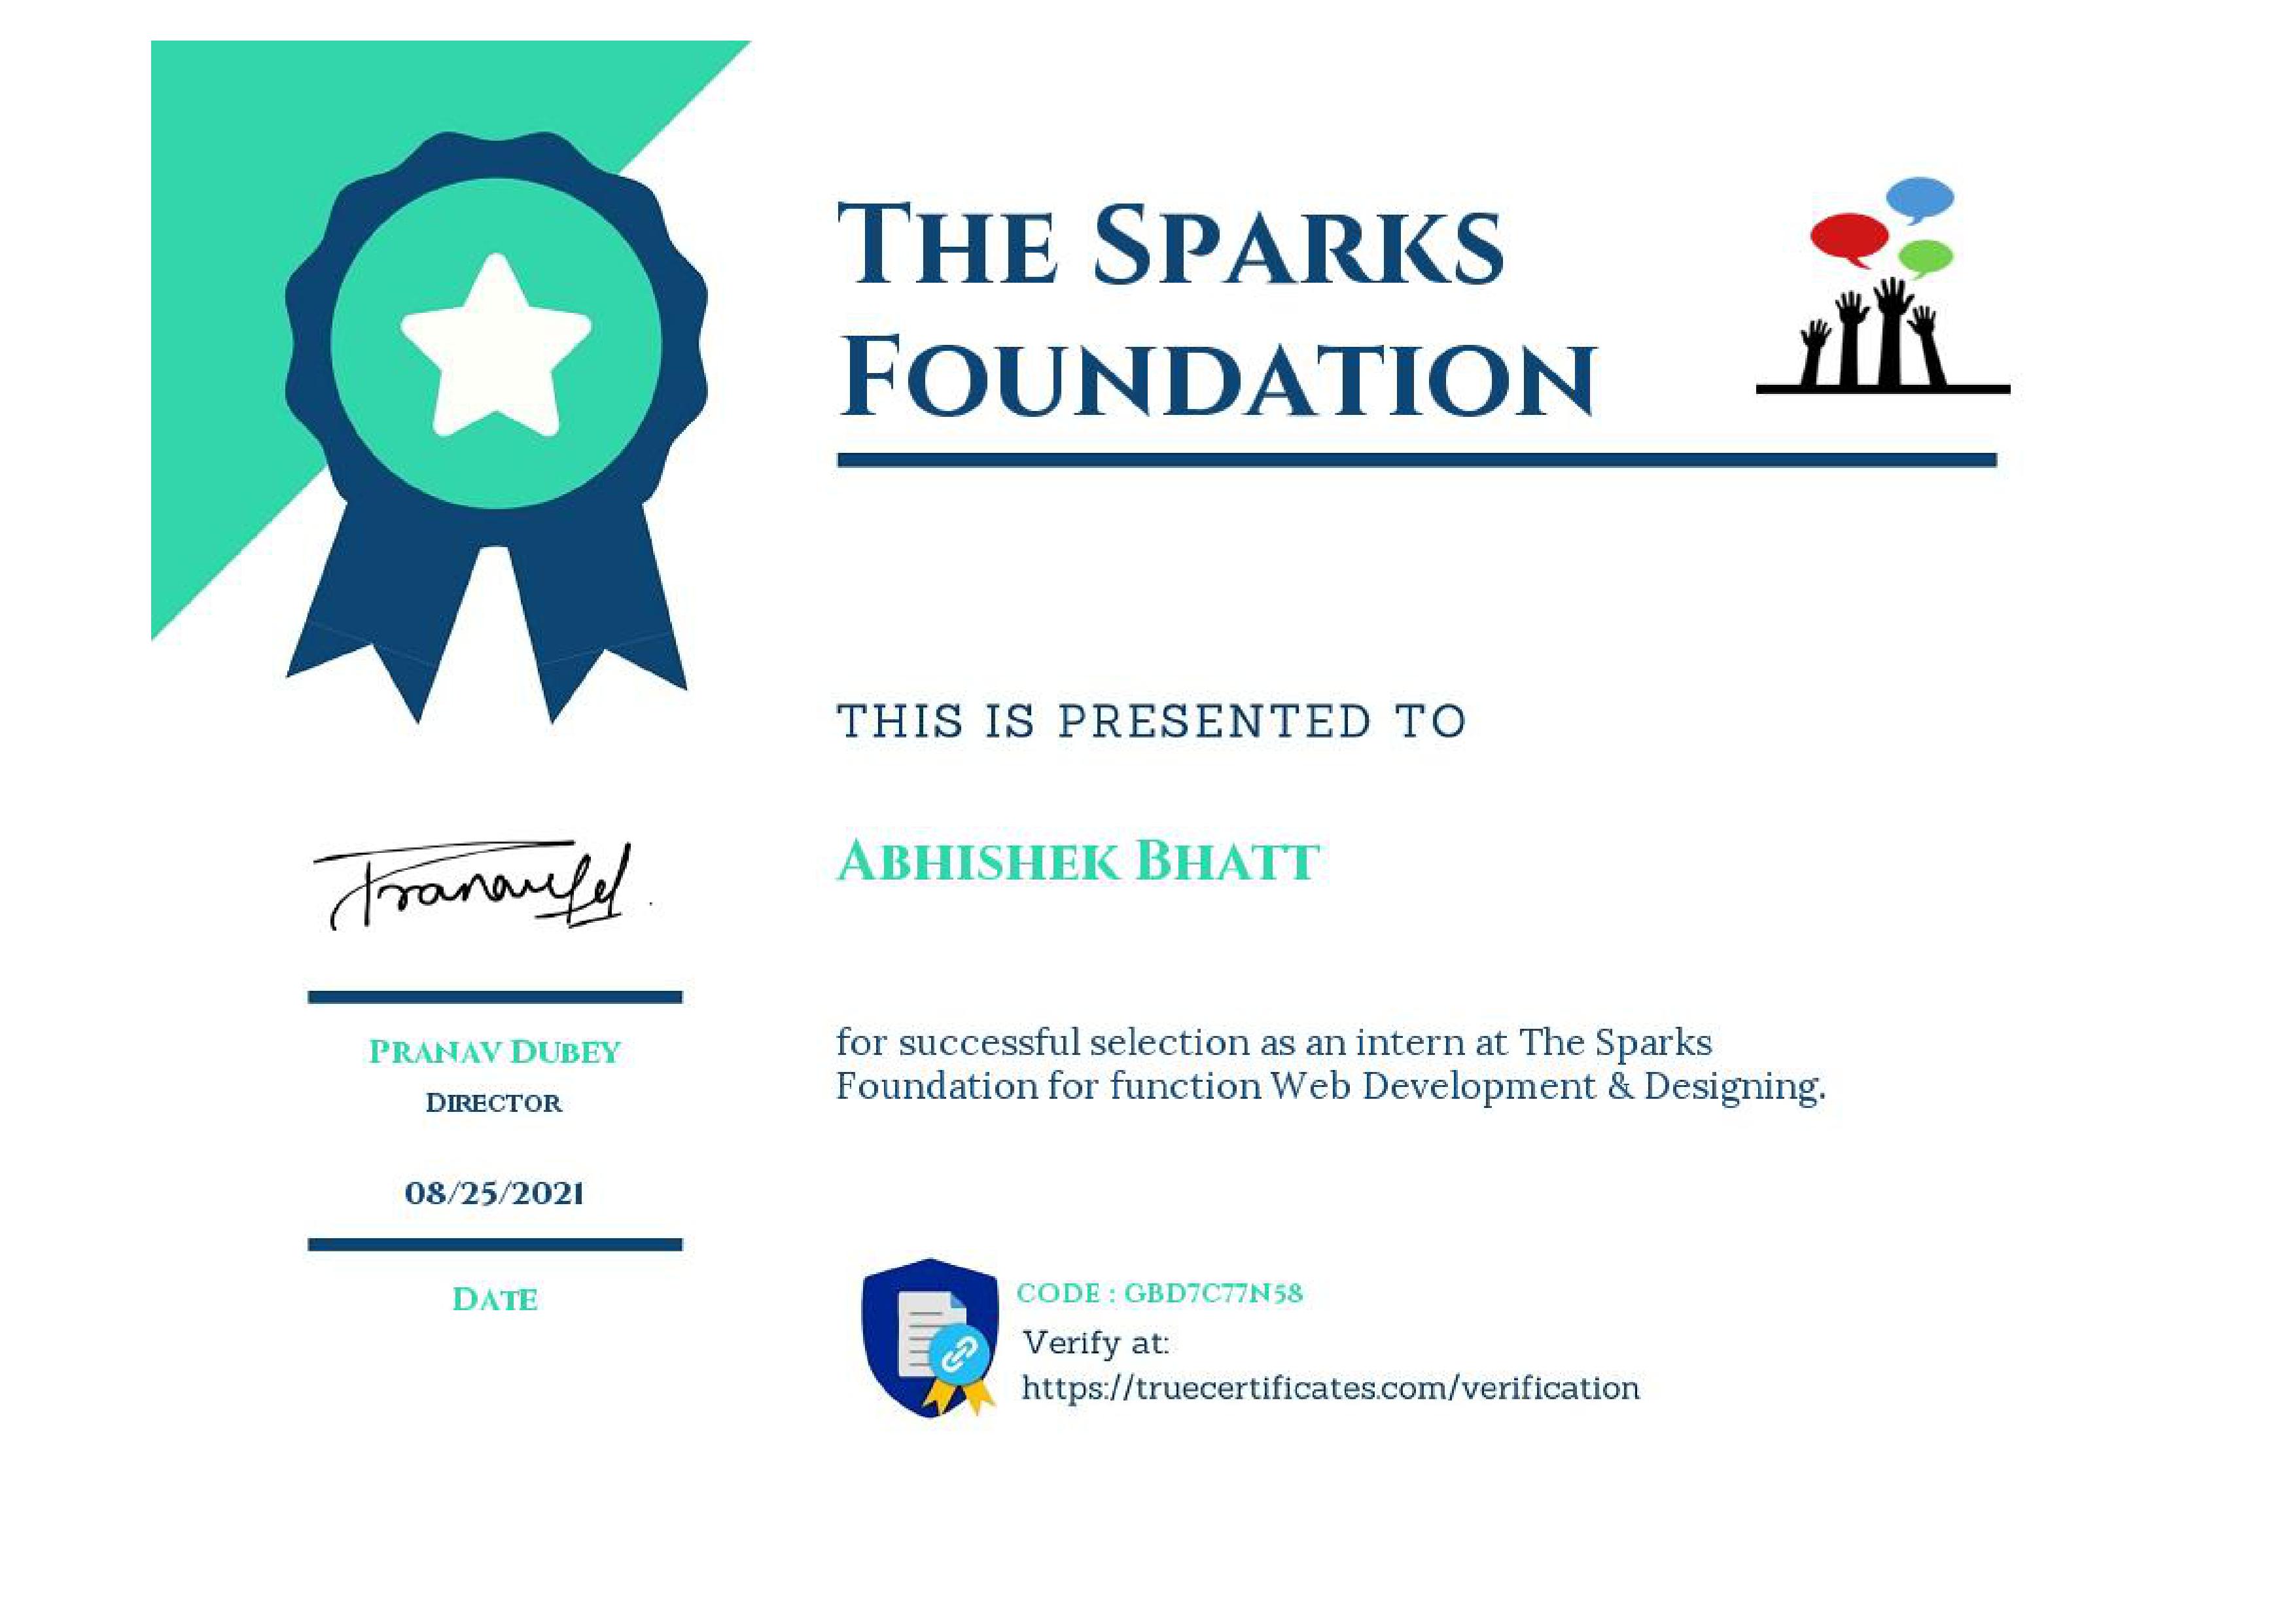 The Sparks
Foundation
THIS IS PRESENTED TO
Abhishek Bhatt
for successful selection as an intern at The Sparks
Foundation for function Web Development & Designing.
Pranav Dubey
Director
08/25/2021
Date
CODE : GBD7C77N58
Verify at:
https://truecertificates.com/verification